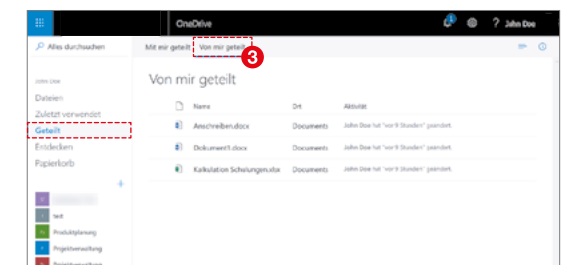 OneDrive
? John Doe
Alles durchsuchen
Mit mir geteilt Von mir geteilt
3
Von mir geteilt
John Doe
Dateien
Zuletzt verwendet
Geteilt
Entdecken
Papierkorb
+
Name Ort Aktivität
Anschreiben.docx Documents John Doe hat "vor 9 Stunden" geändert.
Dokument1.docx Documents John Doe hat "vor 9 Stunden" geändert.
Kalkulation Schulungen.xlsx Documents John Doe hat "vor 9 Stunden" geändert.
test
Produktplanung
Projektverwaltung
Projektverwaltung